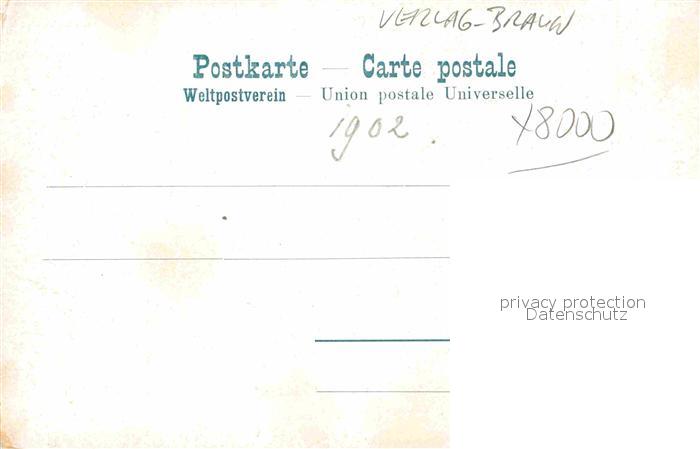 VERLAG-BRAUN
Postkarte — Carte postale
Weltpostverein — Union postale Universelle
1902.
X8000
privacy protection
Datenschutz